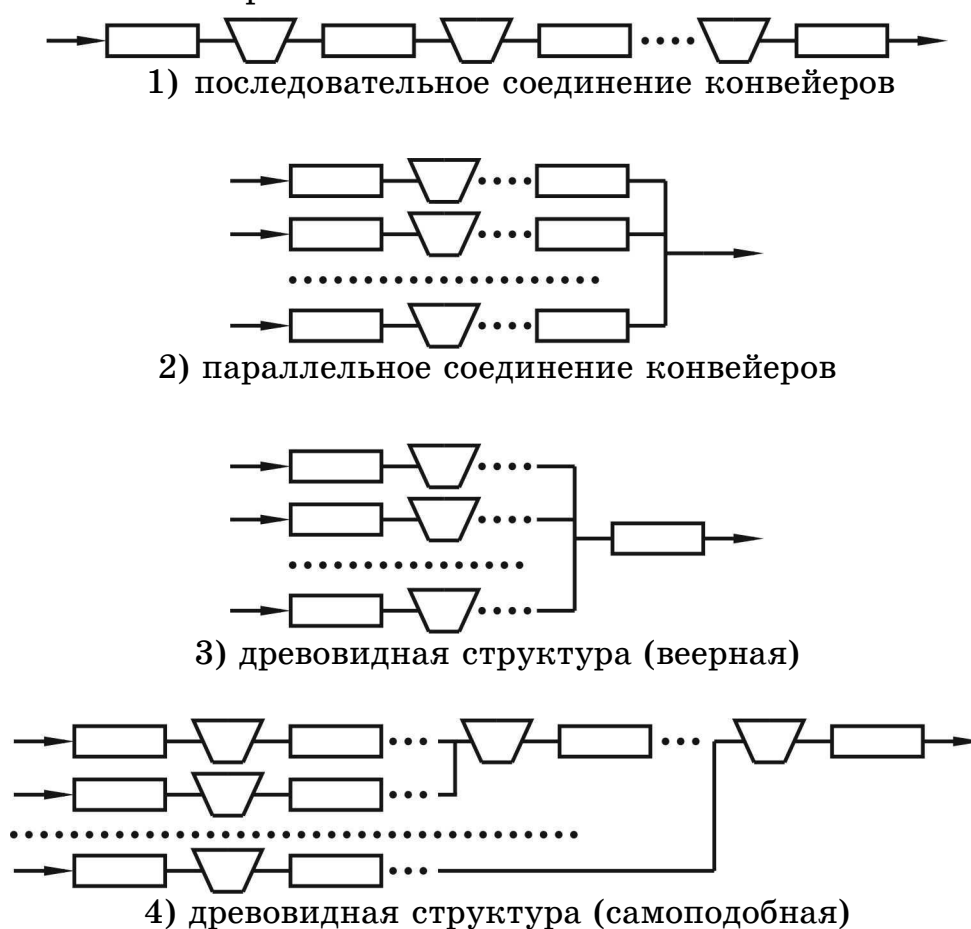 1) последовательное соединение конвейеров
2) параллельное соединение конвейеров
3) древовидная структура (веерная)
4) древовидная структура (самоподобная)